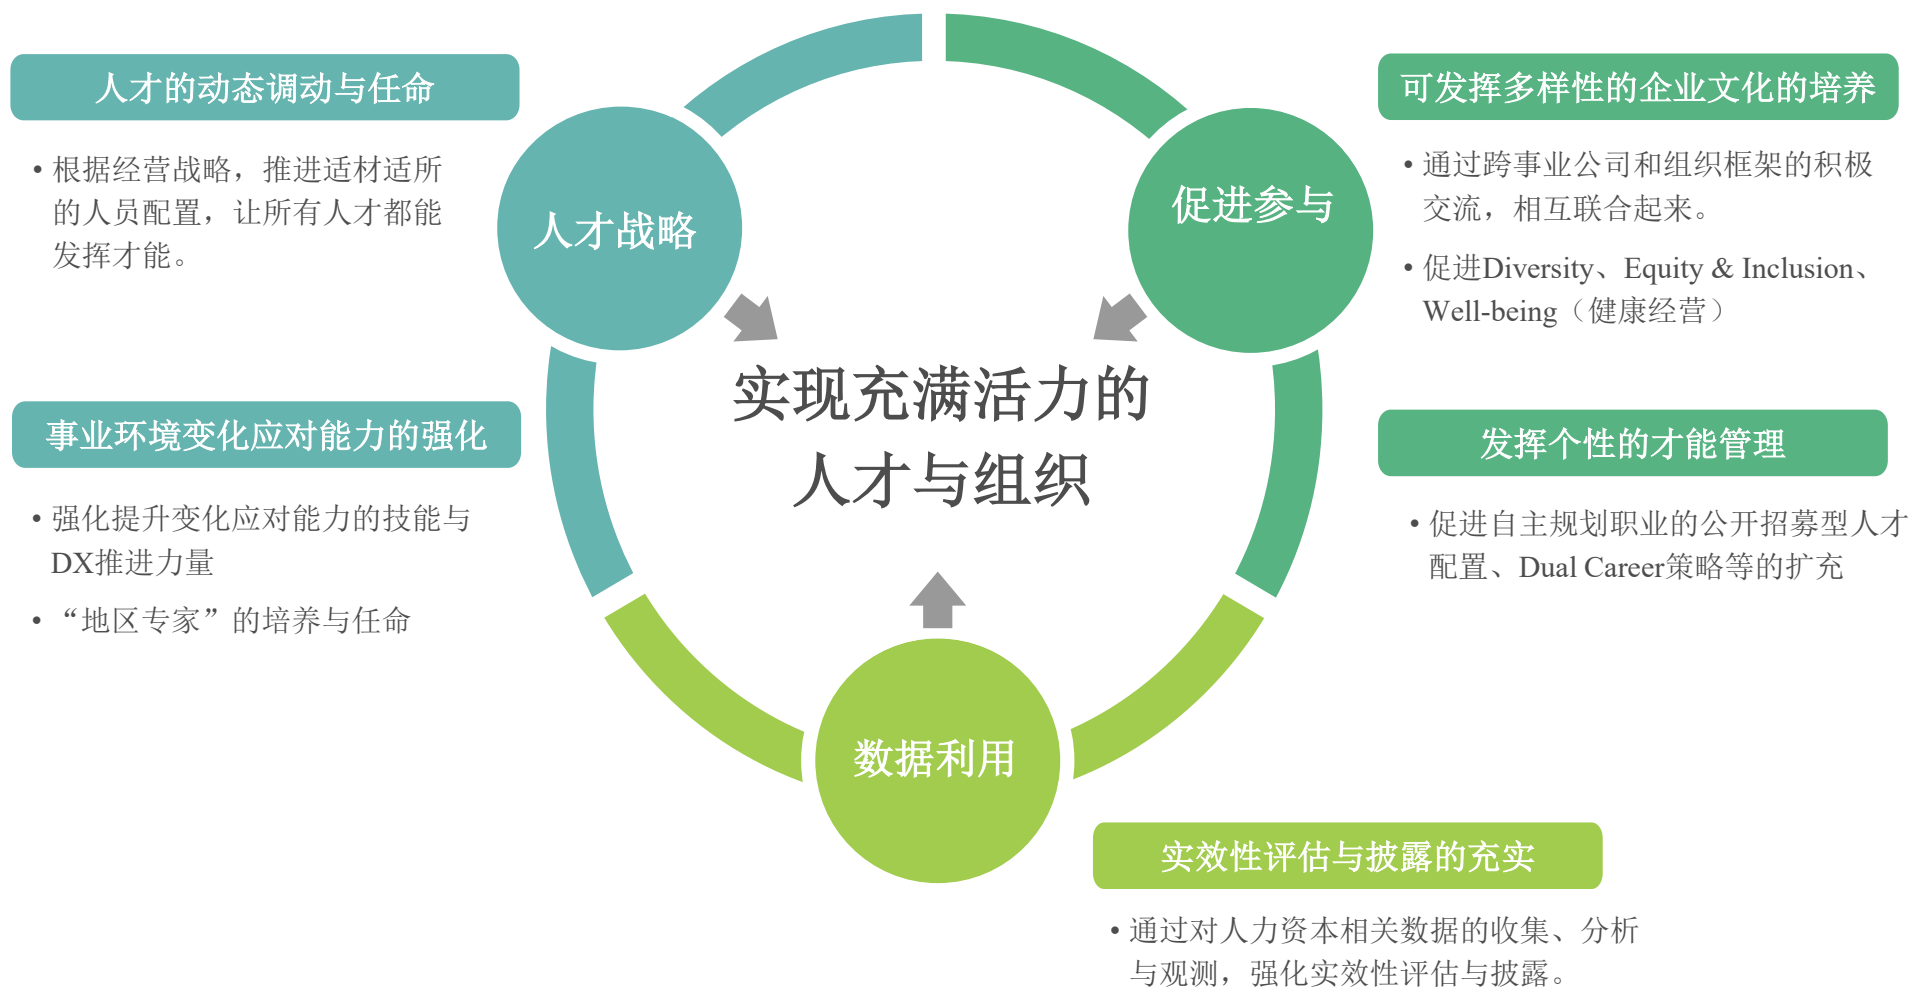 人才的动态调动与任命
• 根据经营战略，推进适材适所
的人员配置，让所有人才都能
发挥才能。
事业环境变化应对能力的强化
• 强化提升变化应对能力的技能与
DX推进力量
• “地区专家”的培养与任命
人才战略
促进参与
实现充满活力的
人才与组织
数据利用
可发挥多样性的企业文化的培养
• 通过跨事业公司和组织框架的积极
交流，相互联合起来。
• 促进Diversity、Equity & Inclusion、
Well-being（健康经营）
发挥个性的才能管理
• 促进自主规划职业的公开招募型人才
配置、Dual Career策略等的扩充
实效性评估与披露的充实
• 通过对人力资本相关数据的收集、分析
与观测，强化实效性评估与披露。